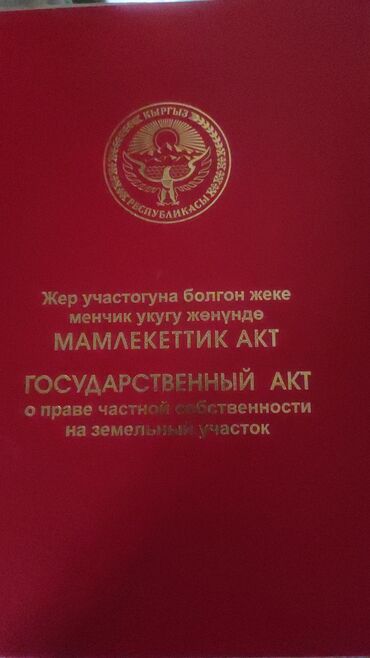 КЫРГЫЗ
РЕСПУБЛИКАСЫ
Жер участогуна болгон жеке
менчик укугу жөнүндө
МАМЛЕКЕТТИК АКТ
ГОСУДАРСТВЕННЫЙ АКТ
о праве частной собственности
на земельный участок